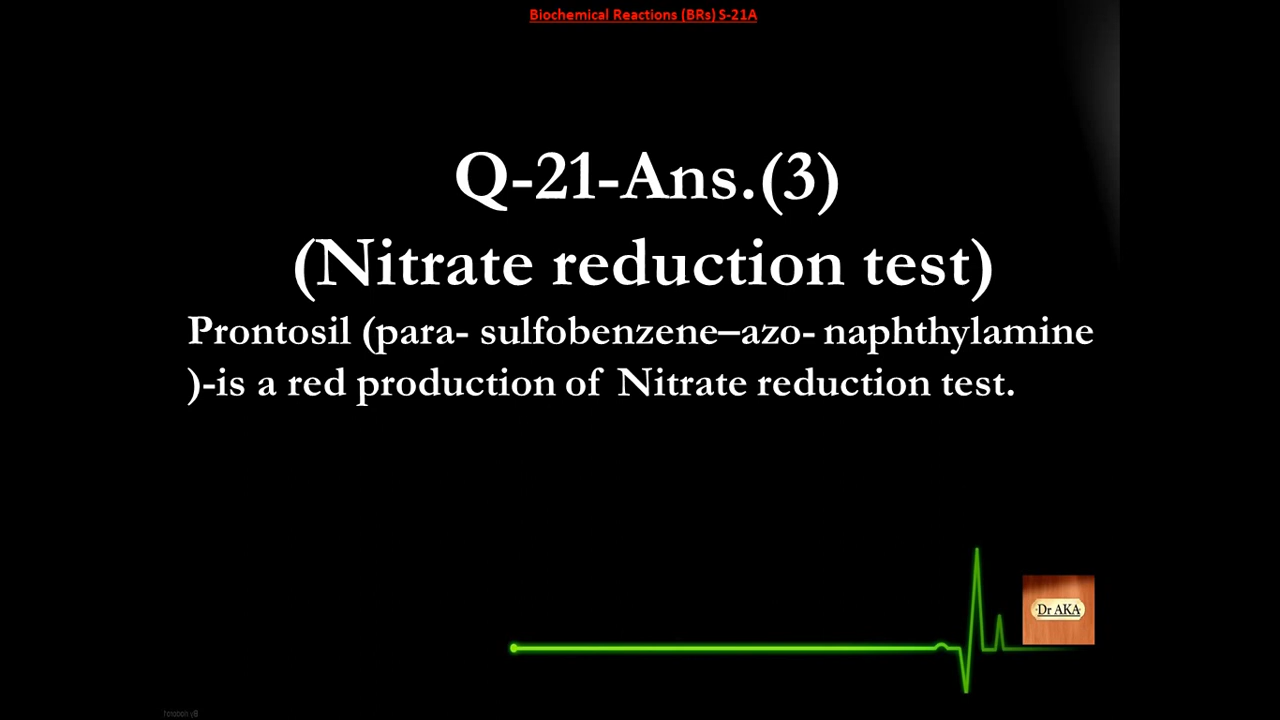 Biochemical Reactions (BRs) S-21A
Q-21-Ans.(3)
(Nitrate reduction test)
Prontosil (para- sulfobenzene–azo- naphthylamine
)-is a red production of Nitrate reduction test.
Dr AKA